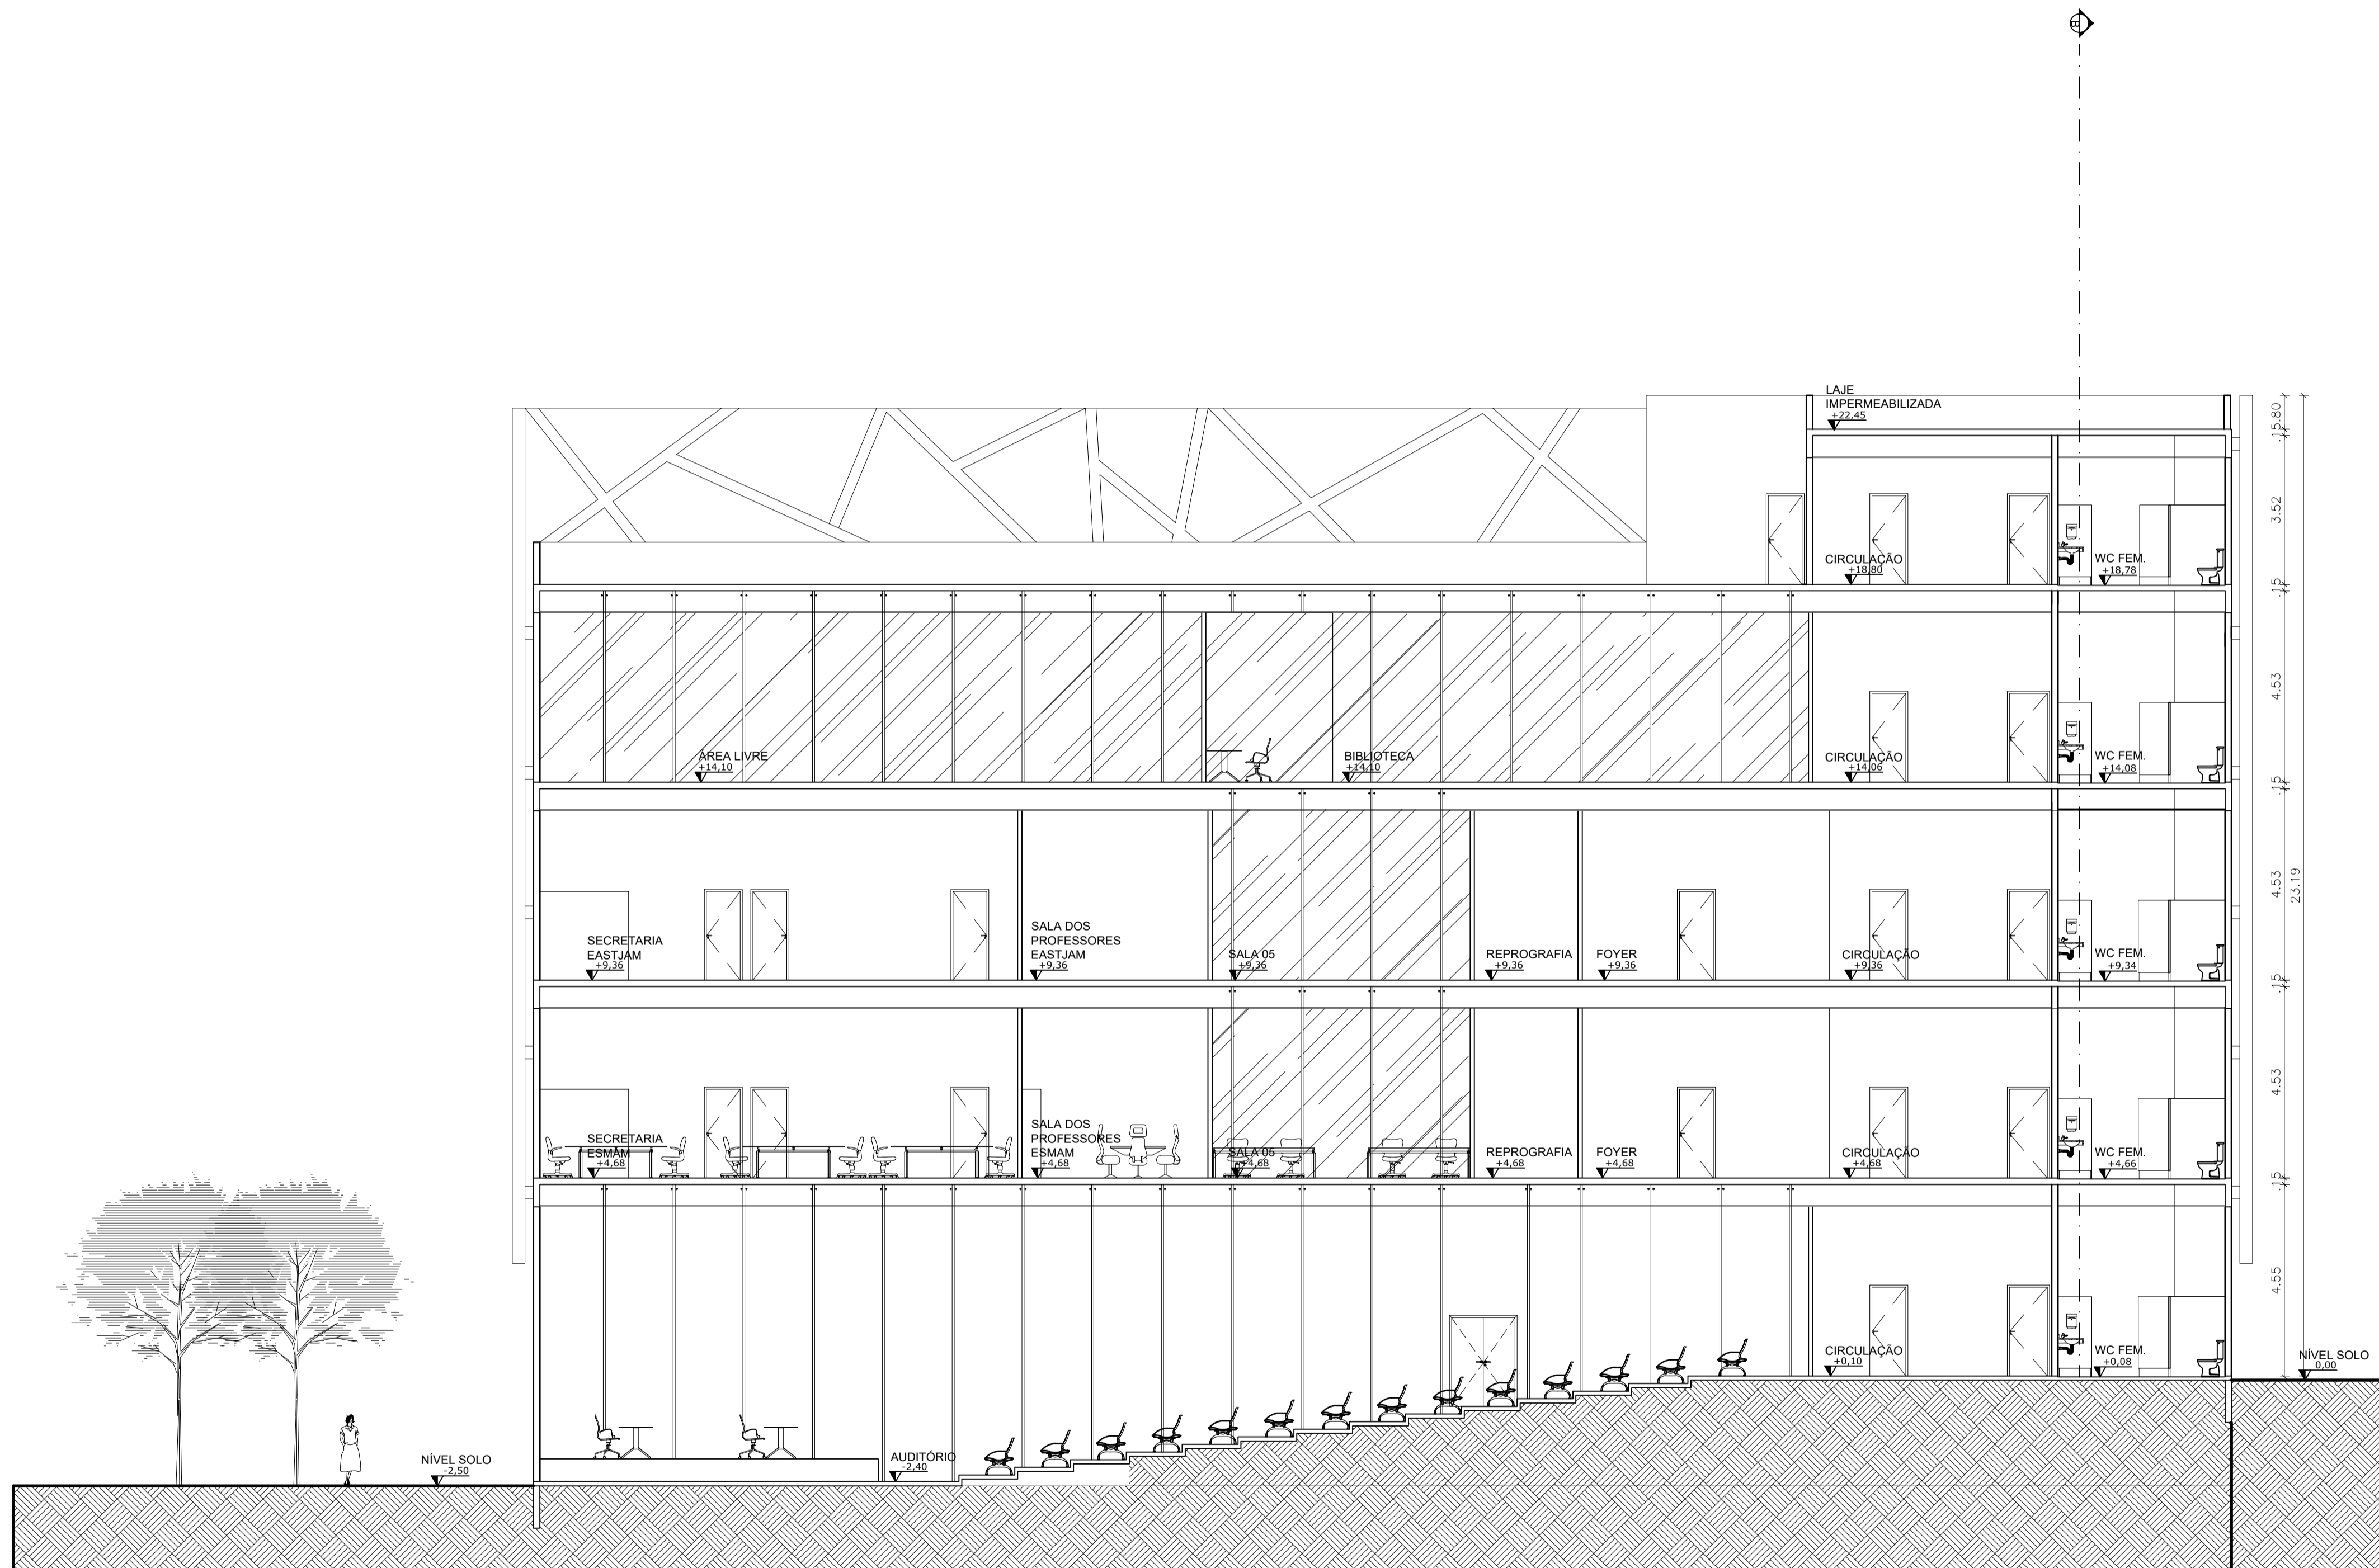 B
LAJE
IMPERMEABILIZADA
+22,45
CIRCULAÇÃO
+18,80
WC FEM.
+18,78
ÁREA LIVRE
+14,10
BIBLIOTECA
+14,10
CIRCULAÇÃO
+14,06
WC FEM.
+14,08
SECRETARIA
EASTJAM
+9,36
SALA DOS
PROFESSORES
EASTJAM
+9,36
SALA 05
+9,36
REPROGRAFIA
+9,36
FOYER
+9,36
CIRCULAÇÃO
+9,36
WC FEM.
+9,34
SECRETARIA
ESMAM
+4,68
SALA DOS
PROFESSORES
ESMAM
+4,68
SALA 05
+4,68
REPROGRAFIA
+4,68
FOYER
+4,68
CIRCULAÇÃO
+4,68
WC FEM.
+4,66
NÍVEL SOLO
-2,50
AUDITÓRIO
-2,40
CIRCULAÇÃO
+0,10
WC FEM.
+0,08
NÍVEL SOLO
0,00
.80
.15
3.52
.15
4.53
.15
4.53
.15
4.53
.15
4.55
23.19